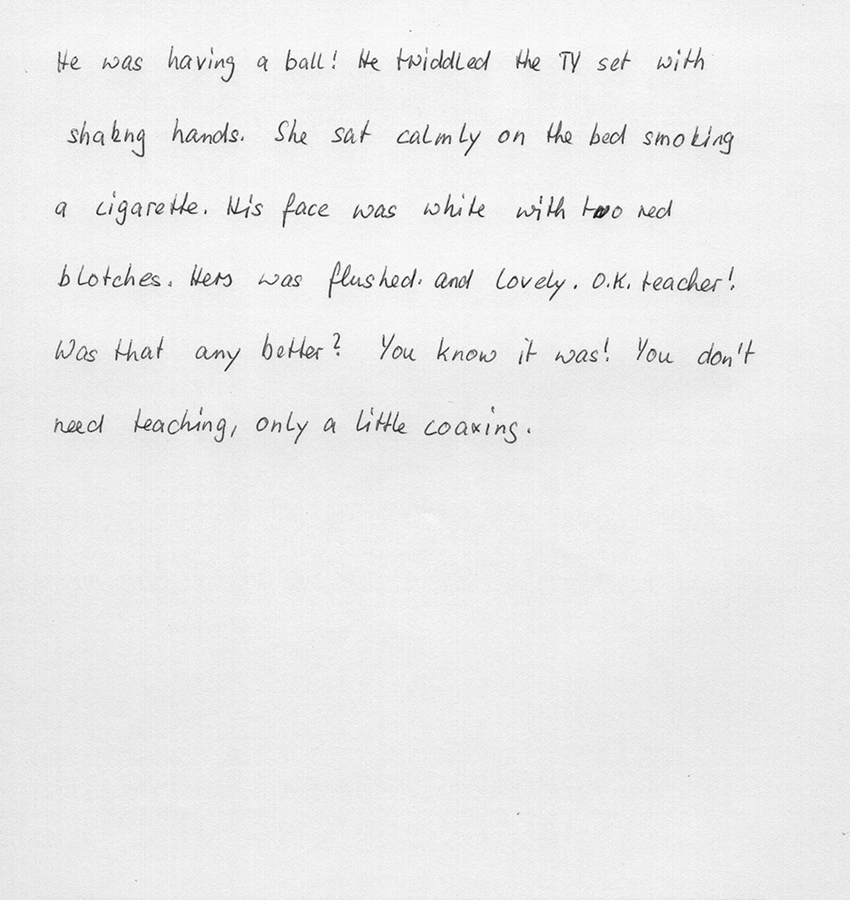 He was having a ball! He twiddled the TV set with
shaking hands. She sat calmly on the bed smoking
a cigarette. His face was white with two red
blotches. Hers was flushed. and lovely. O.K. teacher!
Was that any better? You know it was! You don't
need teaching, only a little coaxing.